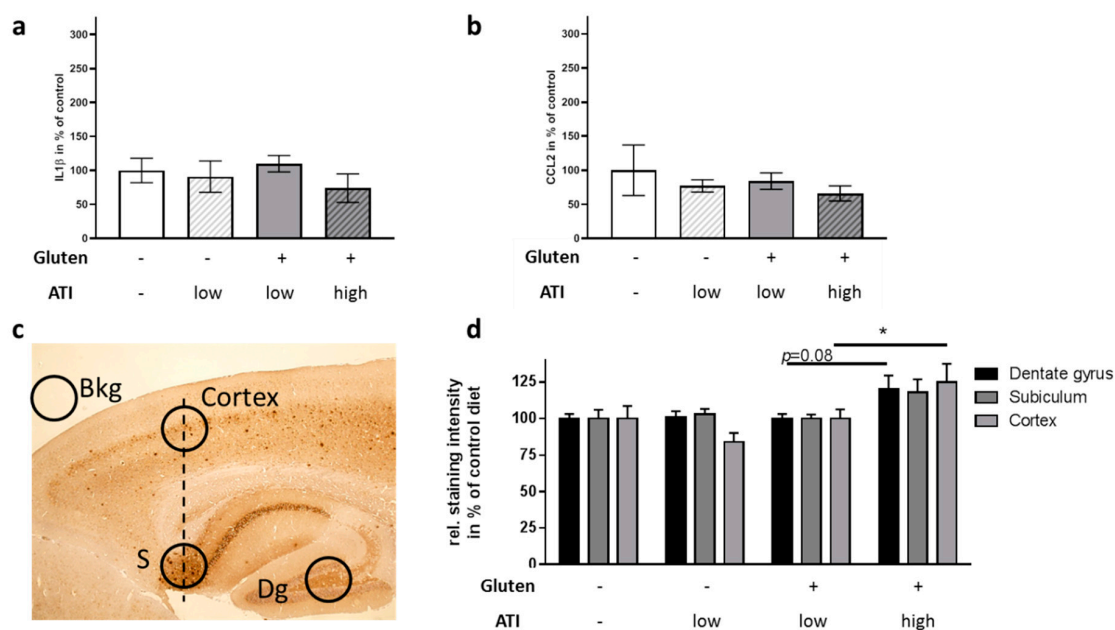 a
IL1β in % of control
300
250
200
150
100
50
0
Gluten - - + +
ATI - low low high
b
CCL2 in % of control
300
250
200
150
100
50
0
Gluten - - + +
ATI - low low high
c
Bkg
Cortex
S
Dg
d
rel. staining intensity
in % of control diet
125
100
75
50
25
0
p=0.08
*
Dentate gyrus
Subiculum
Cortex
Gluten - - + +
ATI - low low high